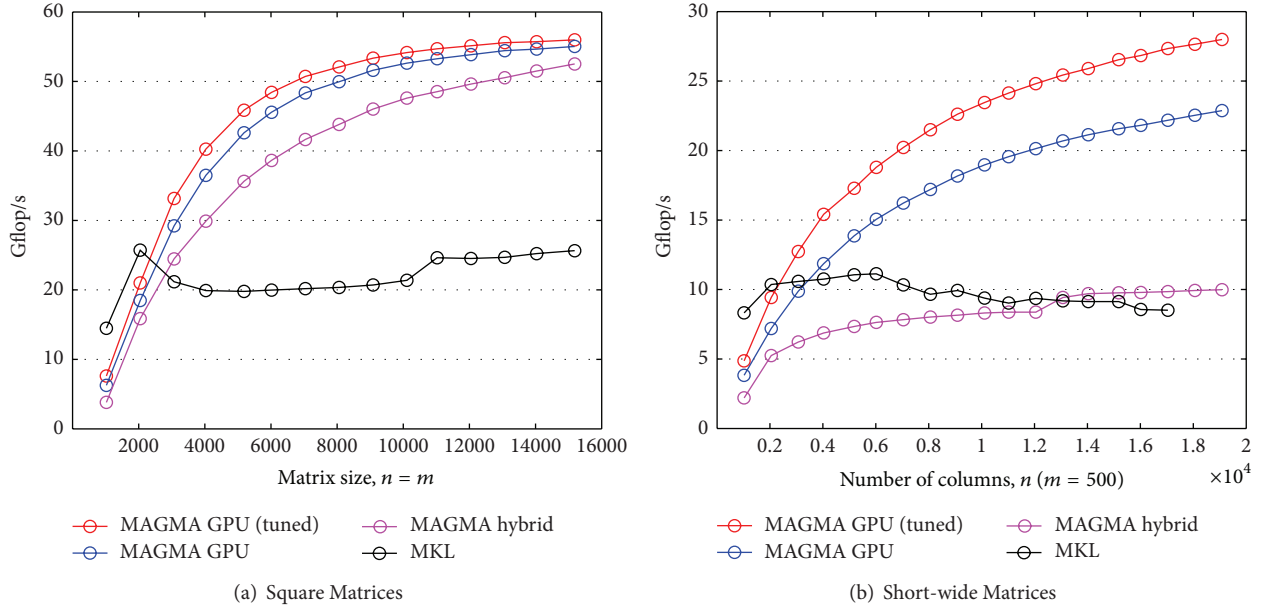 60
50
40
30
20
10
0
Gflop/s
2000 4000 6000 8000 10000 12000 14000 16000
Matrix size, n = m
MAGMA GPU (tuned)
MAGMA GPU
MAGMA hybrid
MKL
(a) Square Matrices
30
25
20
15
10
5
0
Gflop/s
0.2 0.4 0.6 0.8 1 1.2 1.4 1.6 1.8 2
×10⁴
Number of columns, n (m = 500)
MAGMA GPU (tuned)
MAGMA GPU
MAGMA hybrid
MKL
(b) Short-wide Matrices